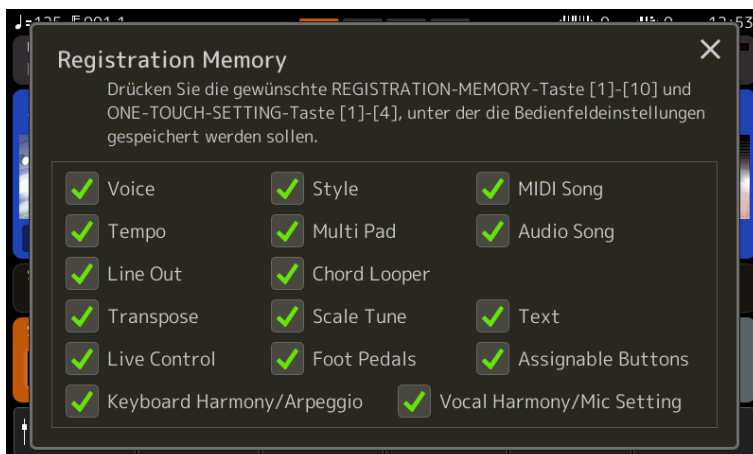 Registration Memory
Drücken Sie die gewünschte REGISTRATION-MEMORY-Taste [1]-[10] und
ONE-TOUCH-SETTING-Taste [1]-[4], unter der die Bedienfeldeinstellungen
gespeichert werden sollen.
Voice Style MIDI Song
Tempo Multi Pad Audio Song
Line Out Chord Looper
Transpose Scale Tune Text
Live Control Foot Pedals Assignable Buttons
Keyboard Harmony/Arpeggio Vocal Harmony/Mic Setting